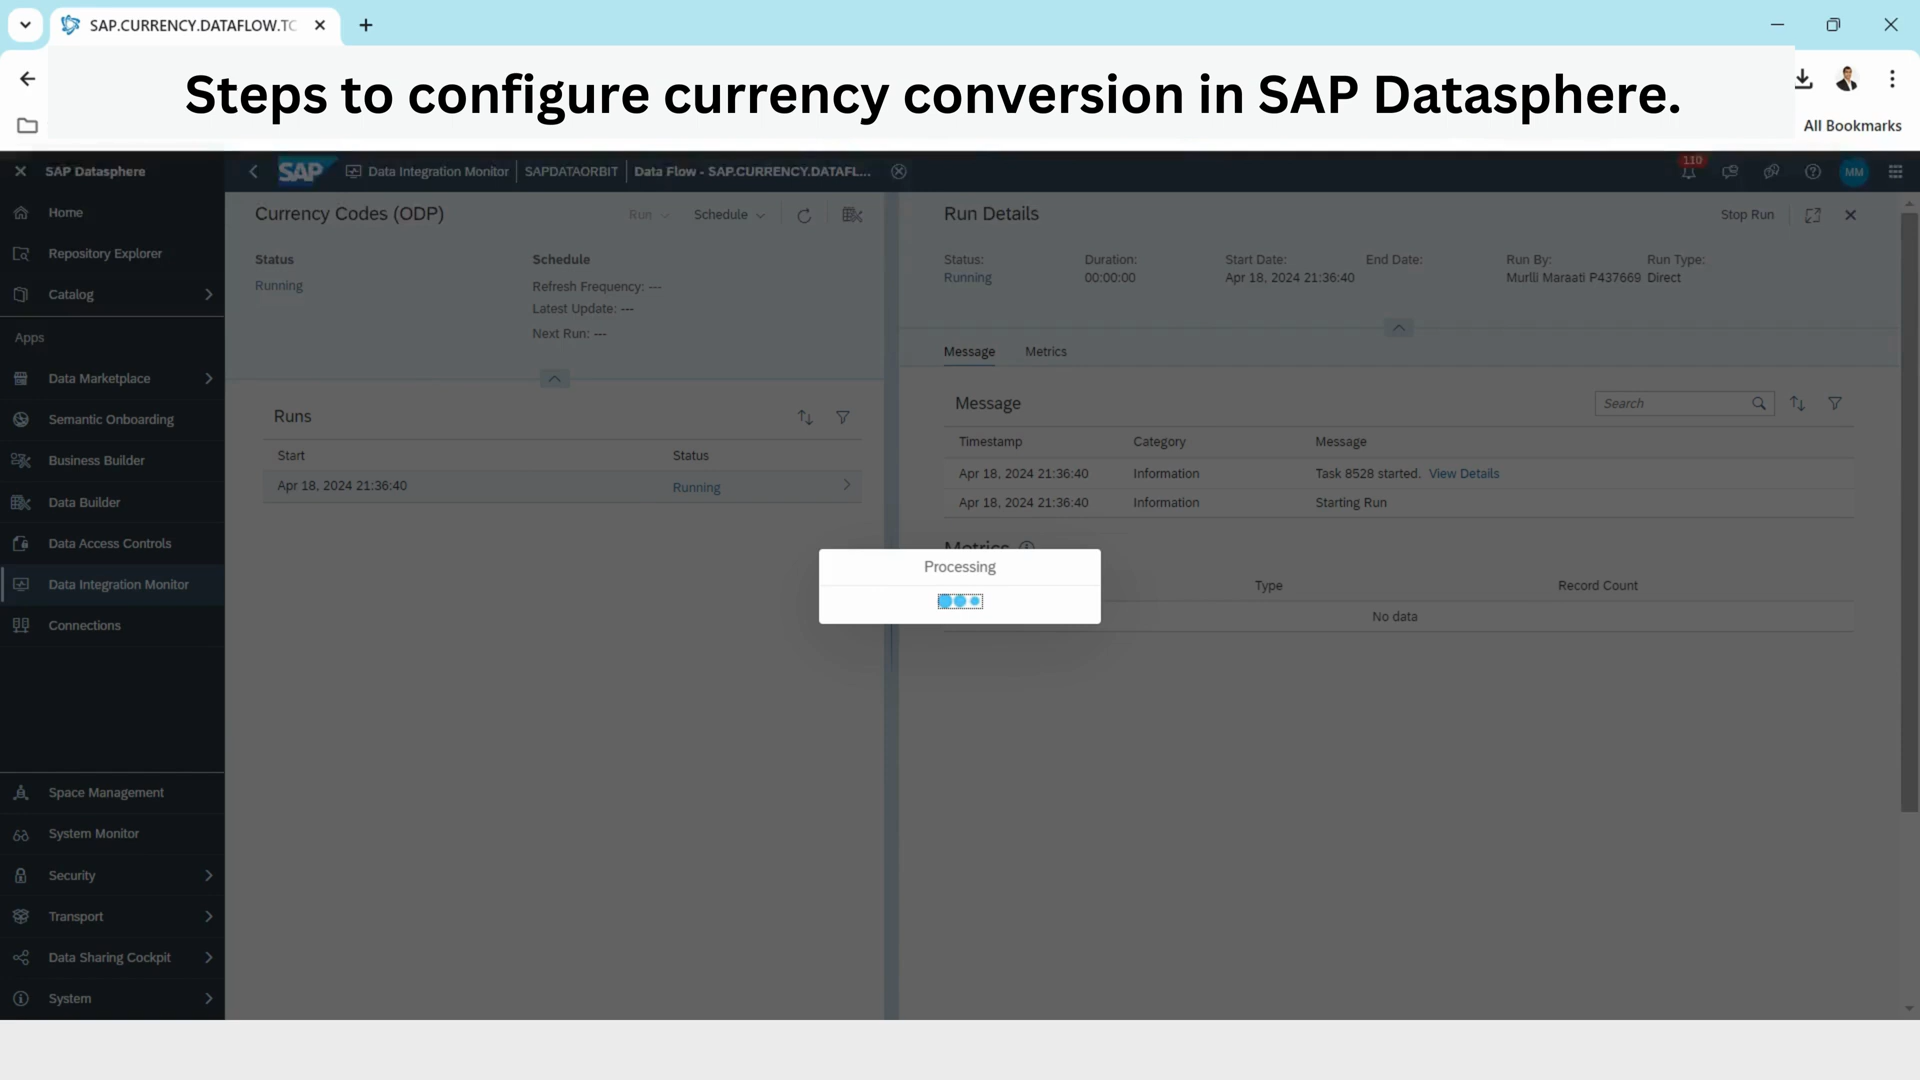 SAP.CURRENCY.DATAFLOW.TC
Steps to configure currency conversion in SAP Datasphere.
All Bookmarks
SAP Datasphere
SAP
Data Integration Monitor
SAPDATAORBIT
Data Flow - SAP.CURRENCY.DATAFL...
110
MM
Home
Repository Explorer
Catalog
Apps
Data Marketplace
Semantic Onboarding
Business Builder
Data Builder
Data Access Controls
Data Integration Monitor
Connections
Space Management
System Monitor
Security
Transport
Data Sharing Cockpit
System
Currency Codes (ODP)
Run
Schedule
Status
Running
Schedule
Refresh Frequency: ---
Latest Update: ---
Next Run: ---
Runs
Start Status
Apr 18, 2024 21:36:40 Running
Run Details
Stop Run
Status: Duration: Start Date: End Date: Run By: Run Type:
Running 00:00:00 Apr 18, 2024 21:36:40 Murlli Maraati P437669 Direct
Message Metrics
Message
Search
Timestamp Category Message
Apr 18, 2024 21:36:40 Information Task 8528 started. View Details
Apr 18, 2024 21:36:40 Information Starting Run
Metrics
Type Record Count
No data
Processing